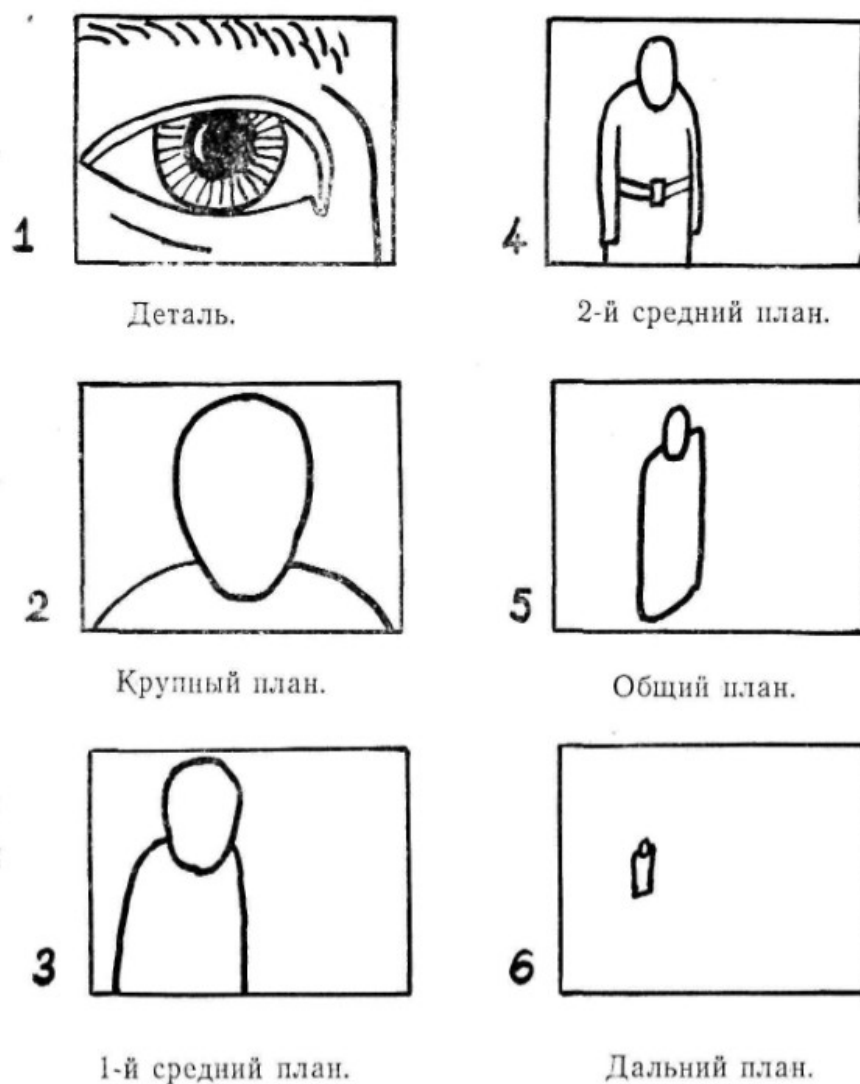 1
Деталь.
2
Крупный план.
3
1-й средний план.
4
2-й средний план.
5
Общий план.
6
Дальний план.